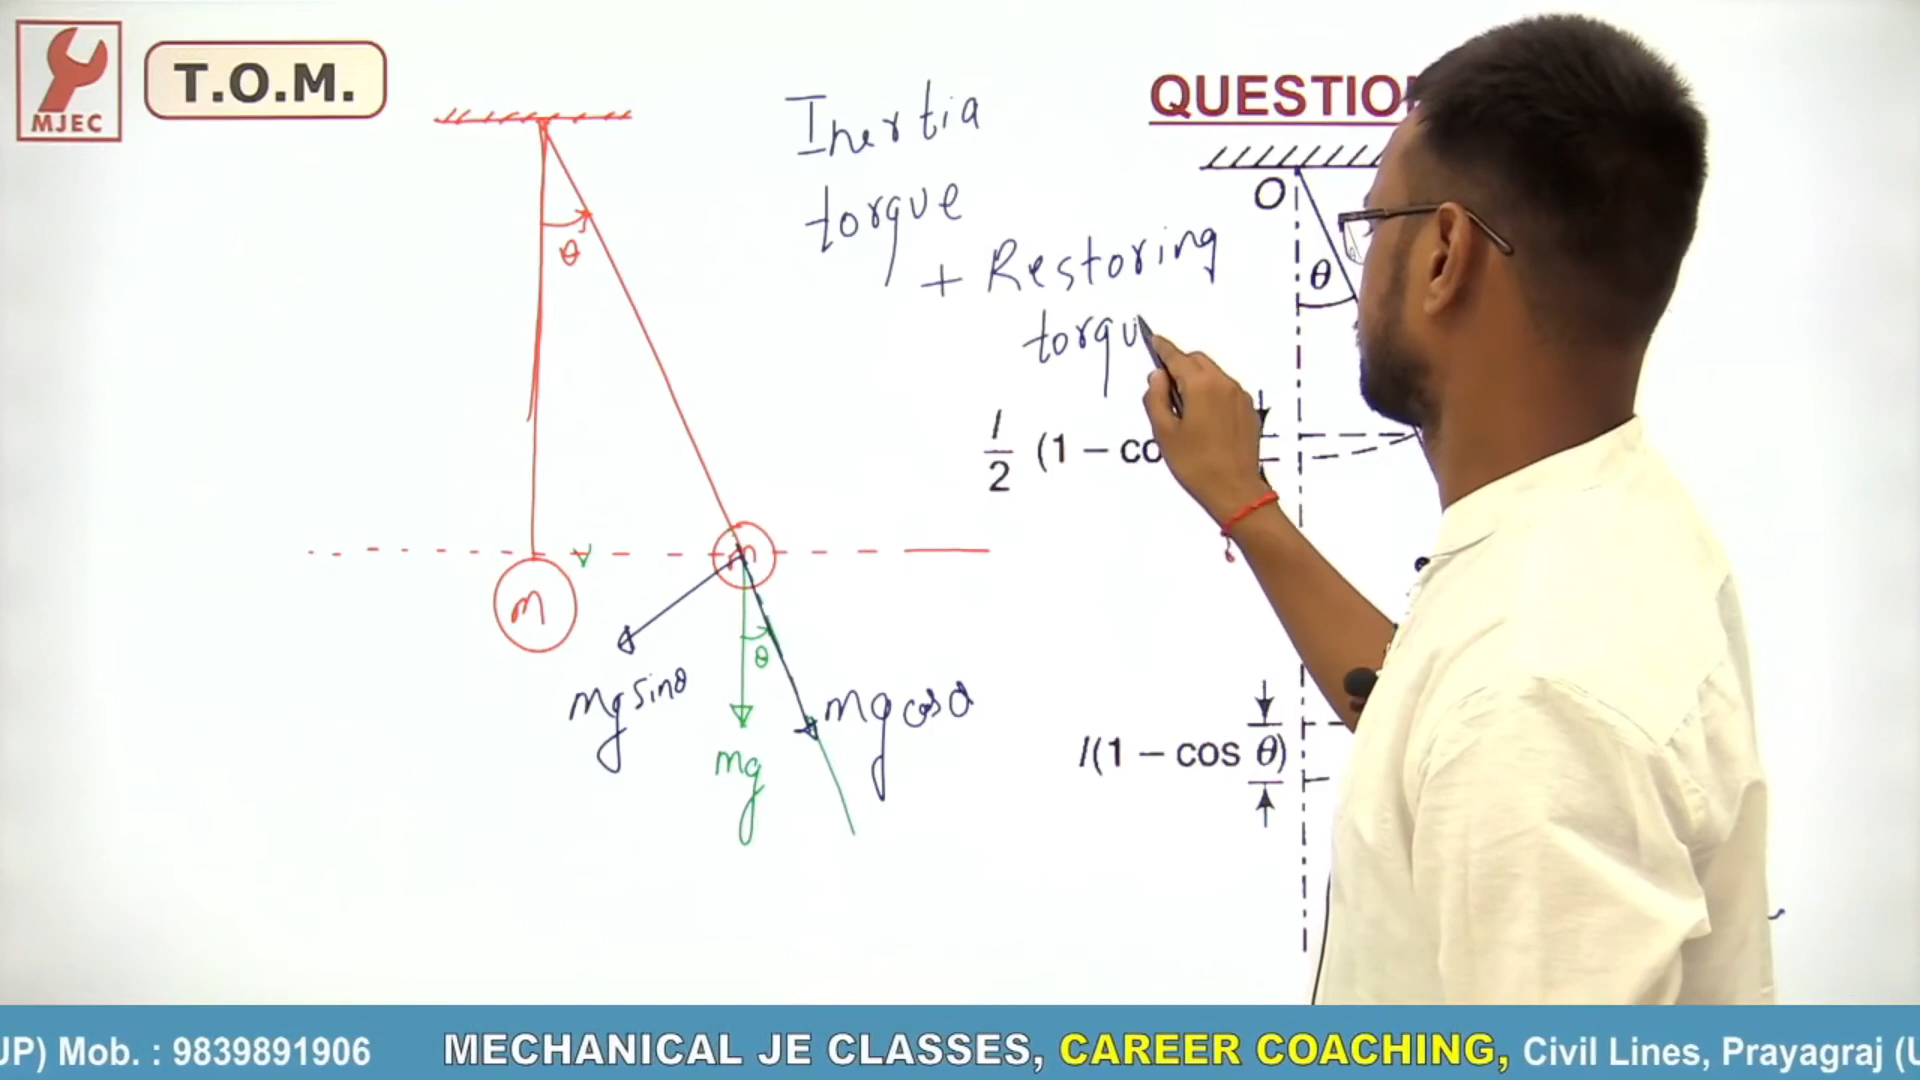 MJEC
T.O.M.
QUESTIO
Inertia
torque
+ Restoring
torqu
O
θ
θ
l/2 (1 – co
m
m
θ
mg sinθ
mg cosθ
mg
l(1 – cos θ)
JP) Mob. : 9839891906 MECHANICAL JE CLASSES, CAREER COACHING, Civil Lines, Prayagraj (U